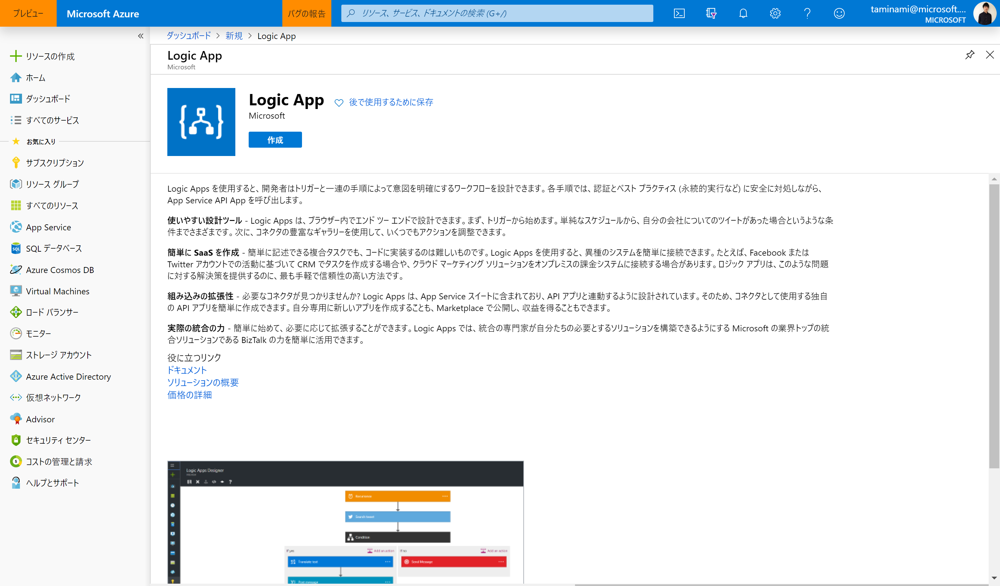 プレビュー
Microsoft Azure
バグの報告
リソース、サービス、ドキュメントの検索 (G+/)
taminami@microsoft....
MICROSOFT
ダッシュボード > 新規 > Logic App
リソースの作成
ホーム
ダッシュボード
すべてのサービス
お気に入り
サブスクリプション
リソース グループ
すべてのリソース
App Service
SQL データベース
Azure Cosmos DB
Virtual Machines
ロード バランサー
モニター
ストレージ アカウント
Azure Active Directory
仮想ネットワーク
Advisor
セキュリティ センター
コストの管理と請求
ヘルプとサポート
Logic App
Microsoft
Logic App
後で使用するために保存
Microsoft
作成
Logic Apps を使用すると、開発者はトリガーと一連の手順によって意図を明確にするワークフローを設計できます。各手順では、認証とベスト プラクティス (永続的実行など) に安全に対処しながら、
App Service API App を呼び出します。
使いやすい設計ツール - Logic Apps は、ブラウザー内でエンド ツー エンドで設計できます。まず、トリガーから始めます。単純なスケジュールから、自分の会社についてのツイートがあった場合というような条
件までさまざまです。次に、コネクタの豊富なギャラリーを使用して、いくつでもアクションを調整できます。
簡単に SaaS を作成 - 簡単に記述できる複合タスクでも、コードに実装するのは難しいものです。Logic Apps を使用すると、異種のシステムを簡単に接続できます。たとえば、Facebook または
Twitter アカウントでの活動に基づいて CRM でタスクを作成する場合や、クラウド マーケティング ソリューションをオンプレミスの課金システムに接続する場合があります。ロジック アプリは、このような問題
に対する解決策を提供するのに、最も手軽で信頼性の高い方法です。
組み込みの拡張性 - 必要なコネクタが見つかりませんか? Logic Apps は、App Service スイートに含まれており、API アプリと連動するように設計されています。そのため、コネクタとして使用する独自
の API アプリを簡単に作成できます。自分専用に新しいアプリを作成することも、Marketplace で公開し、収益を得ることもできます。
実際の統合の力 - 簡単に始めて、必要に応じて拡張することができます。Logic Apps では、統合の専門家が自分たちの必要とするソリューションを構築できるようにする Microsoft の業界トップの統
合ソリューションである BizTalk の力を簡単に活用できます。
役に立つリンク
ドキュメント
ソリューションの概要
価格の詳細
Logic Apps Designer
Recurrence
Search tweet
Condition
If yes
Add an action
If no
Add an action
Translate text
Send Message
Post message